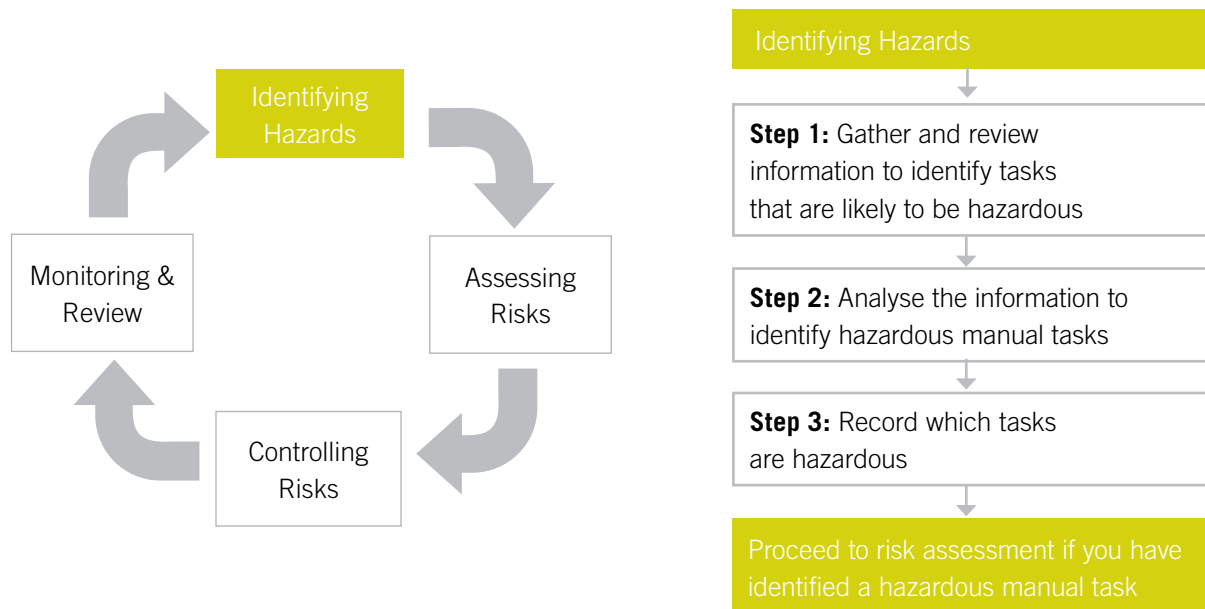 Identifying
Hazards
Assessing
Risks
Controlling
Risks
Monitoring &
Review
Identifying Hazards
Step 1: Gather and review
information to identify tasks
that are likely to be hazardous
Step 2: Analyse the information to
identify hazardous manual tasks
Step 3: Record which tasks
are hazardous
Proceed to risk assessment if you have
identified a hazardous manual task